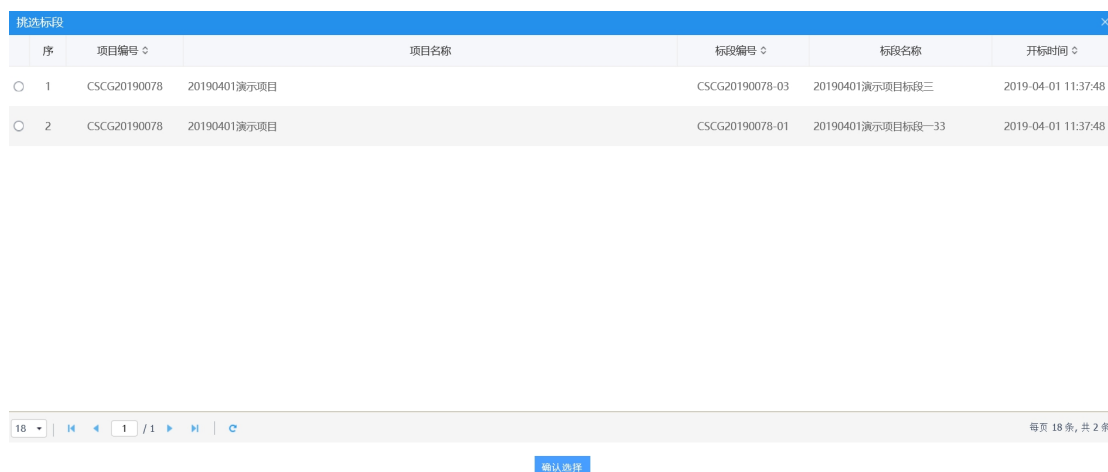 挑选标段
序 项目编号 项目名称 标段编号 标段名称 开标时间
1 CSCG20190078 20190401演示项目 CSCG20190078-03 20190401演示项目标段三 2019-04-01 11:37:48
2 CSCG20190078 20190401演示项目 CSCG20190078-01 20190401演示项目标段一33 2019-04-01 11:37:48
18 1 / 1 每页 18 条, 共 2 条
确认选择